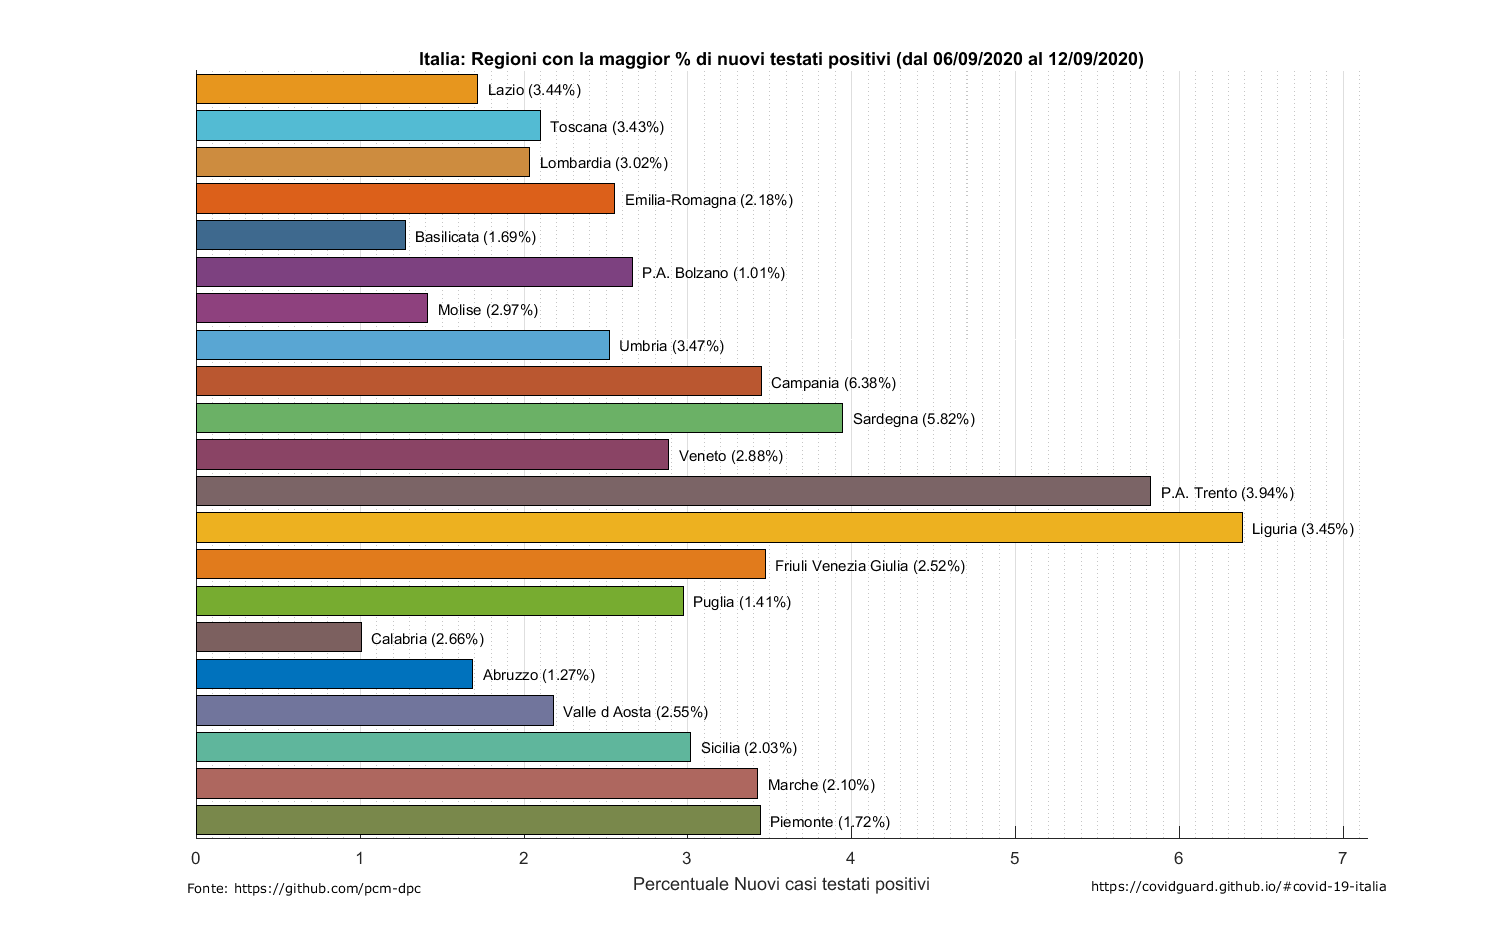 Italia: Regioni con la maggior % di nuovi testati positivi (dal 06/09/2020 al 12/09/2020)
Lazio (3.44%)
Toscana (3.43%)
Lombardia (3.02%)
Emilia-Romagna (2.18%)
Basilicata (1.69%)
P.A. Bolzano (1.01%)
Molise (2.97%)
Umbria (3.47%)
Campania (6.38%)
Sardegna (5.82%)
Veneto (2.88%)
P.A. Trento (3.94%)
Liguria (3.45%)
Friuli Venezia Giulia (2.52%)
Puglia (1.41%)
Calabria (2.66%)
Abruzzo (1.27%)
Valle d Aosta (2.55%)
Sicilia (2.03%)
Marche (2.10%)
Piemonte (1.72%)
0 1 2 3 4 5 6 7
Percentuale Nuovi casi testati positivi
Fonte: https://github.com/pcm-dpc
https://covidguard.github.io/#covid-19-italia